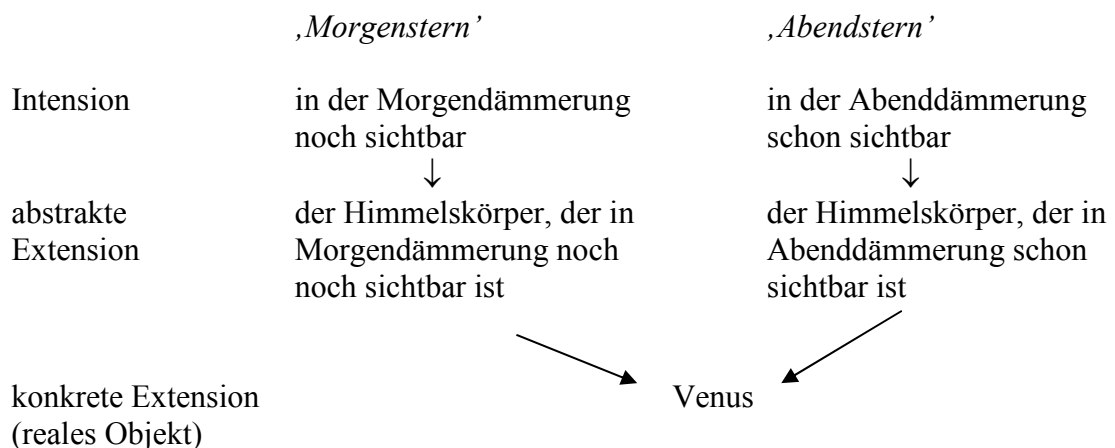 ‚Morgenstern’ ‚Abendstern’
Intension in der Morgendämmerung in der Abenddämmerung
noch sichtbar schon sichtbar
↓ ↓
abstrakte der Himmelskörper, der in der Himmelskörper, der in
Extension Morgendämmerung noch Abenddämmerung schon
noch sichtbar ist sichtbar ist
konkrete Extension Venus
(reales Objekt)